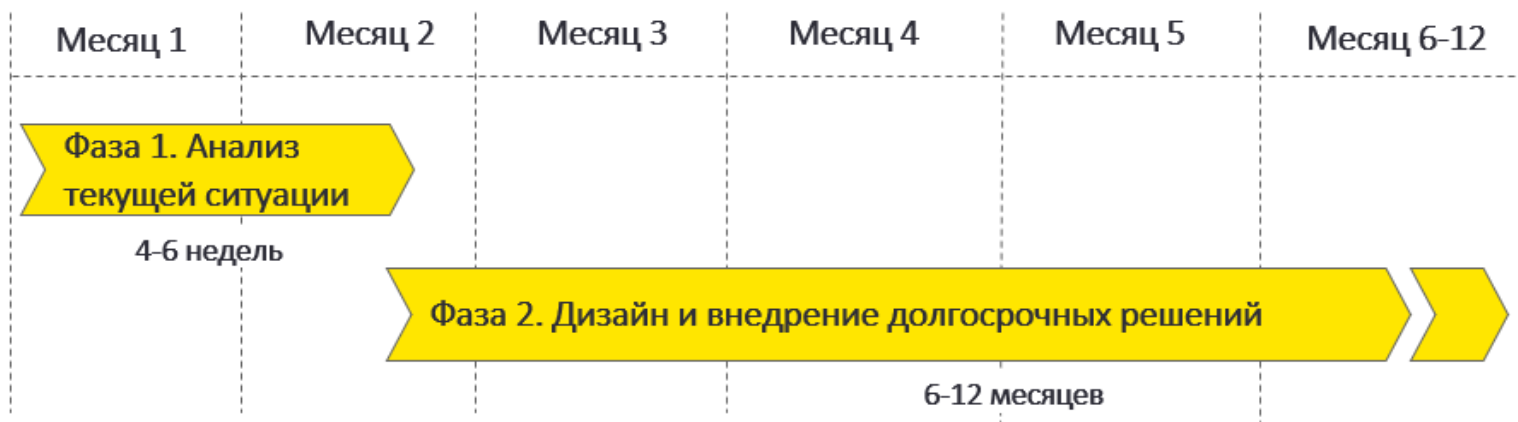 Месяц 1
Месяц 2
Месяц 3
Месяц 4
Месяц 5
Месяц 6-12
Фаза 1. Анализ
текущей ситуации
4-6 недель
Фаза 2. Дизайн и внедрение долгосрочных решений
6-12 месяцев